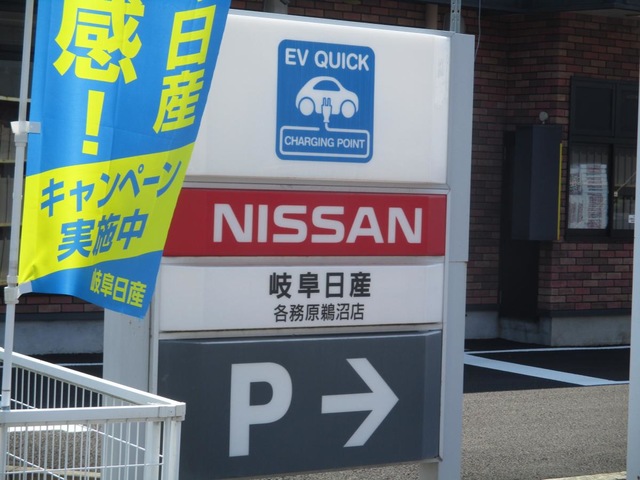 日産
感!
キャンペーン
実施中
岐阜日産
EV QUICK
CHARGING POINT
NISSAN
岐阜日産
各務原鵜沼店
P→